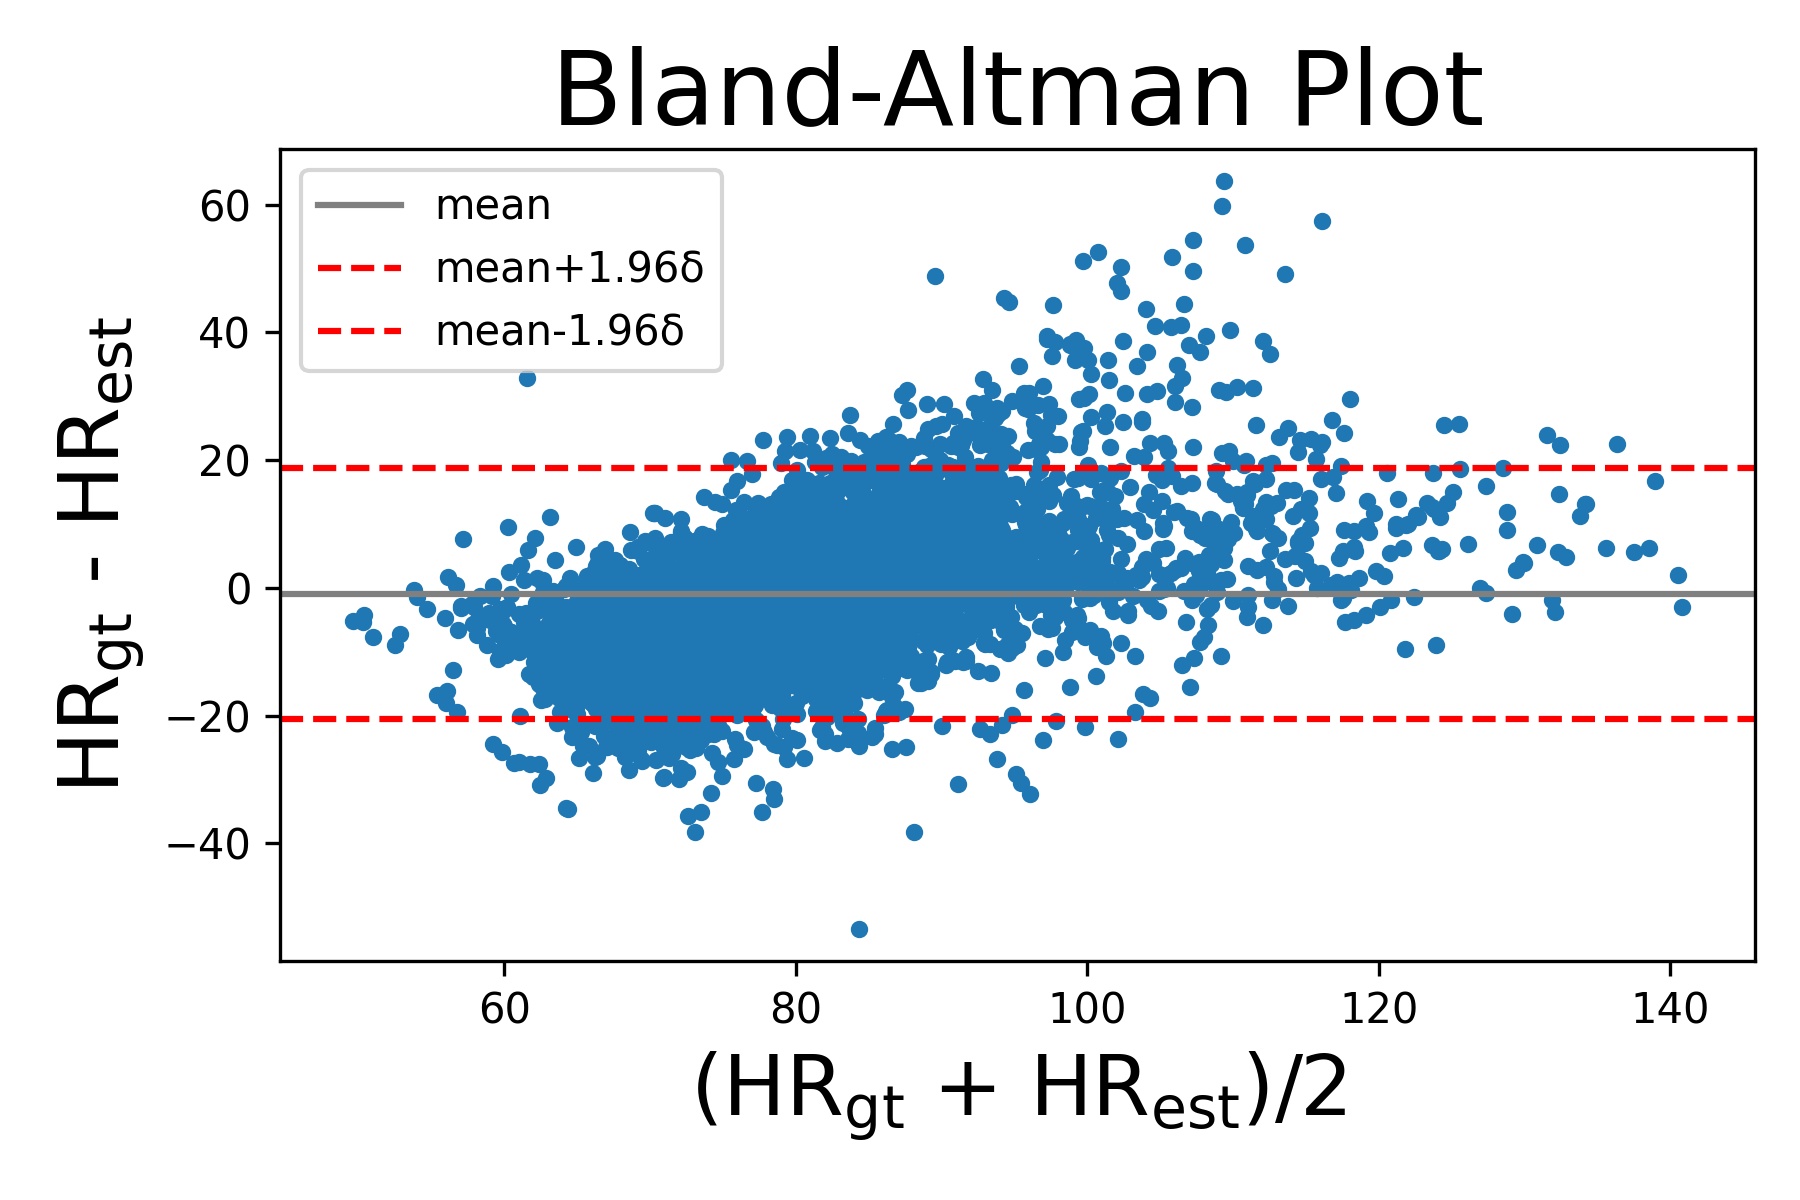 Bland-Altman Plot
mean
mean+1.96δ
mean-1.96δ
HRgt - HRest
60
40
20
0
−20
−40
60 80 100 120 140
(HRgt + HRest)/2